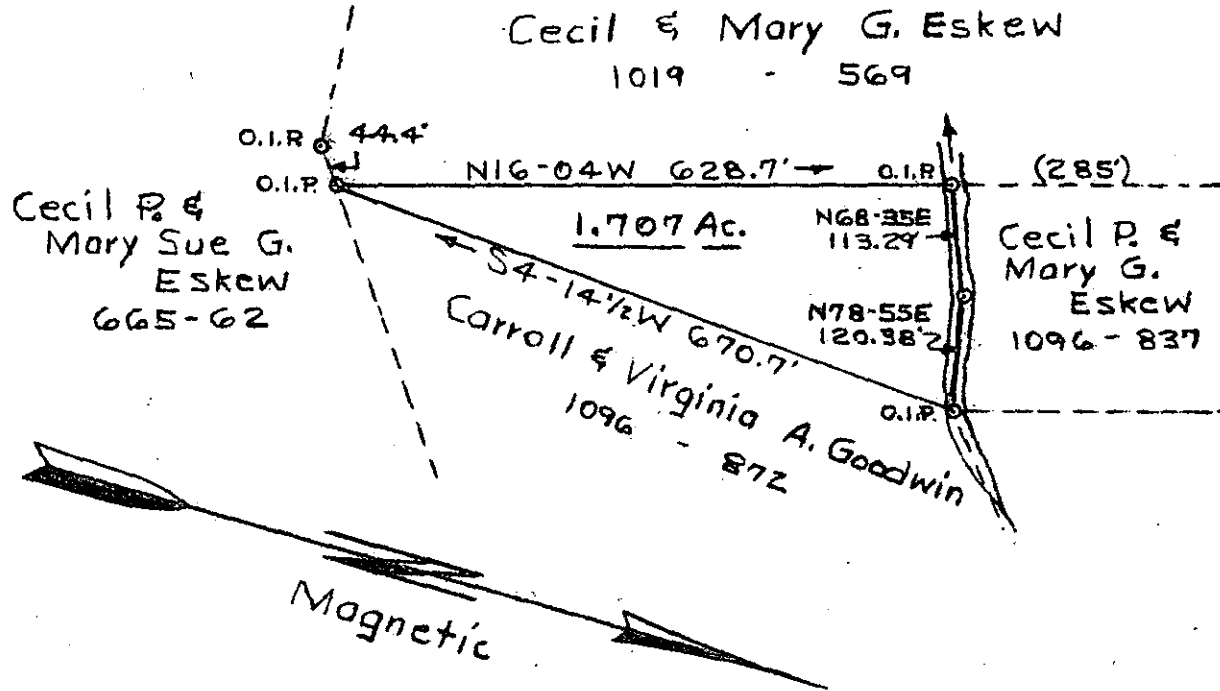 Cecil & Mary G. Eskew
1019 - 569
O.I.P. 44.4'
O.I.P. N16-04W 628.7' O.I.P. (285')
Cecil P. &
Mary Sue G.
Eskew
665-62
1.707 Ac.
N68-35E
113.29'
Cecil P. &
Mary G.
Eskew
1096 - 837
S4-14½W 670.7'
N78-55E
120.38'
Carroll & Virginia A. Goodwin
1096 - 872
O.I.P.
Magnetic